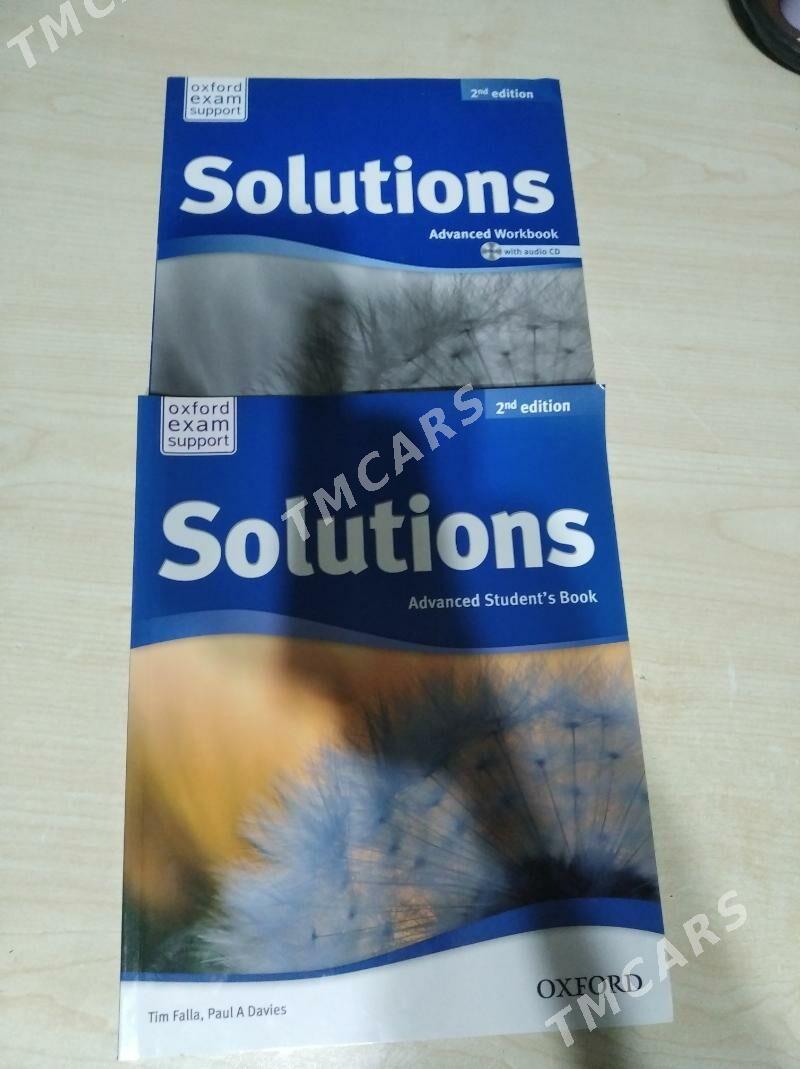 TMCARS
oxford
exam
support
2nd edition
Solutions
Advanced Workbook
with audio CD
oxford
exam
support
2nd edition
TMCARS
Solutions
Advanced Student's Book
OXFORD
Tim Falla, Paul A Davies
TMCARS